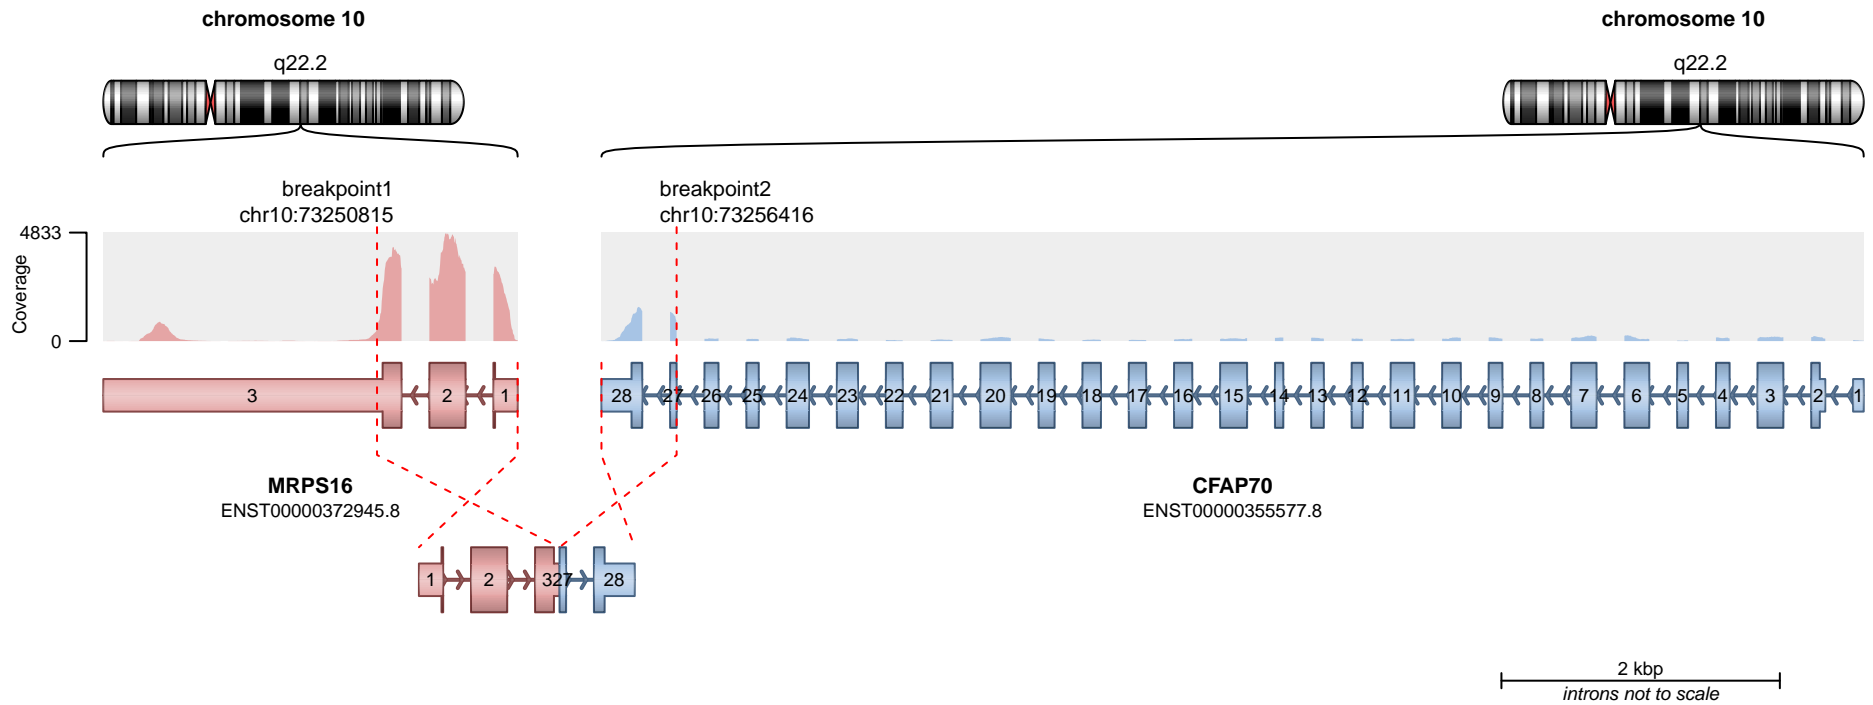 chromosome 10
chromosome 10
q22.2
q22.2
breakpoint1
chr10:73250815
breakpoint2
chr10:73256416
4833
Coverage
0
3 2 1
28 27 26 25 24 23 22 21 20 19 18 17 16 15 14 13 12 11 10 9 8 7 6 5 4 3 2 1
MRPS16
ENST00000372945.8
CFAP70
ENST00000355577.8
1 2 3 27 28
2 kbp
introns not to scale